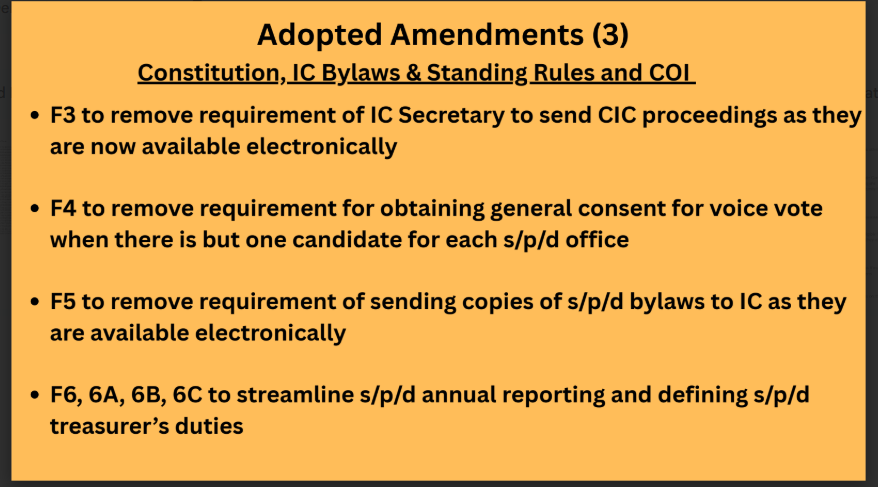 Adopted Amendments (3)
Constitution, IC Bylaws & Standing Rules and COI
• F3 to remove requirement of IC Secretary to send CIC proceedings as they
are now available electronically
• F4 to remove requirement for obtaining general consent for voice vote
when there is but one candidate for each s/p/d office
• F5 to remove requirement of sending copies of s/p/d bylaws to IC as they
are available electronically
• F6, 6A, 6B, 6C to streamline s/p/d annual reporting and defining s/p/d
treasurer’s duties